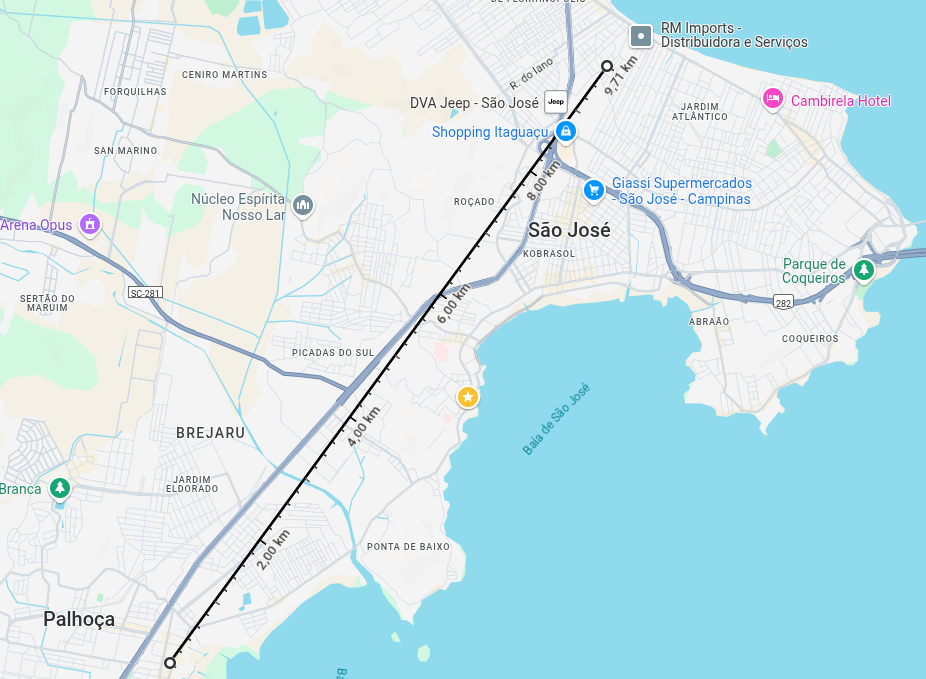 DE FLORIANÓPOLIS
RM Imports -
Distribuidora e Serviços
CENIRO MARTINS
FORQUILHAS
R. do Iano
9,71 km
DVA Jeep - São José
Jeep
Cambirela Hotel
JARDIM
ATLÂNTICO
Shopping Itaguaçu
SAN MARINO
8,00 km
Giassi Supermercados
- São José - Campinas
Núcleo Espírita
Nosso Lar
ROÇADO
Arena Opus
São José
KOBRASOL
Parque de
Coqueiros
SC-281
SERTÃO DO
MARUIM
6,00 km
282
ABRAÃO
COQUEIROS
PICADAS DO SUL
Baía de São José
4,00 km
BREJARU
JARDIM
ELDORADO
Branca
2,00 km
PONTA DE BAIXO
Palhoça
Ba